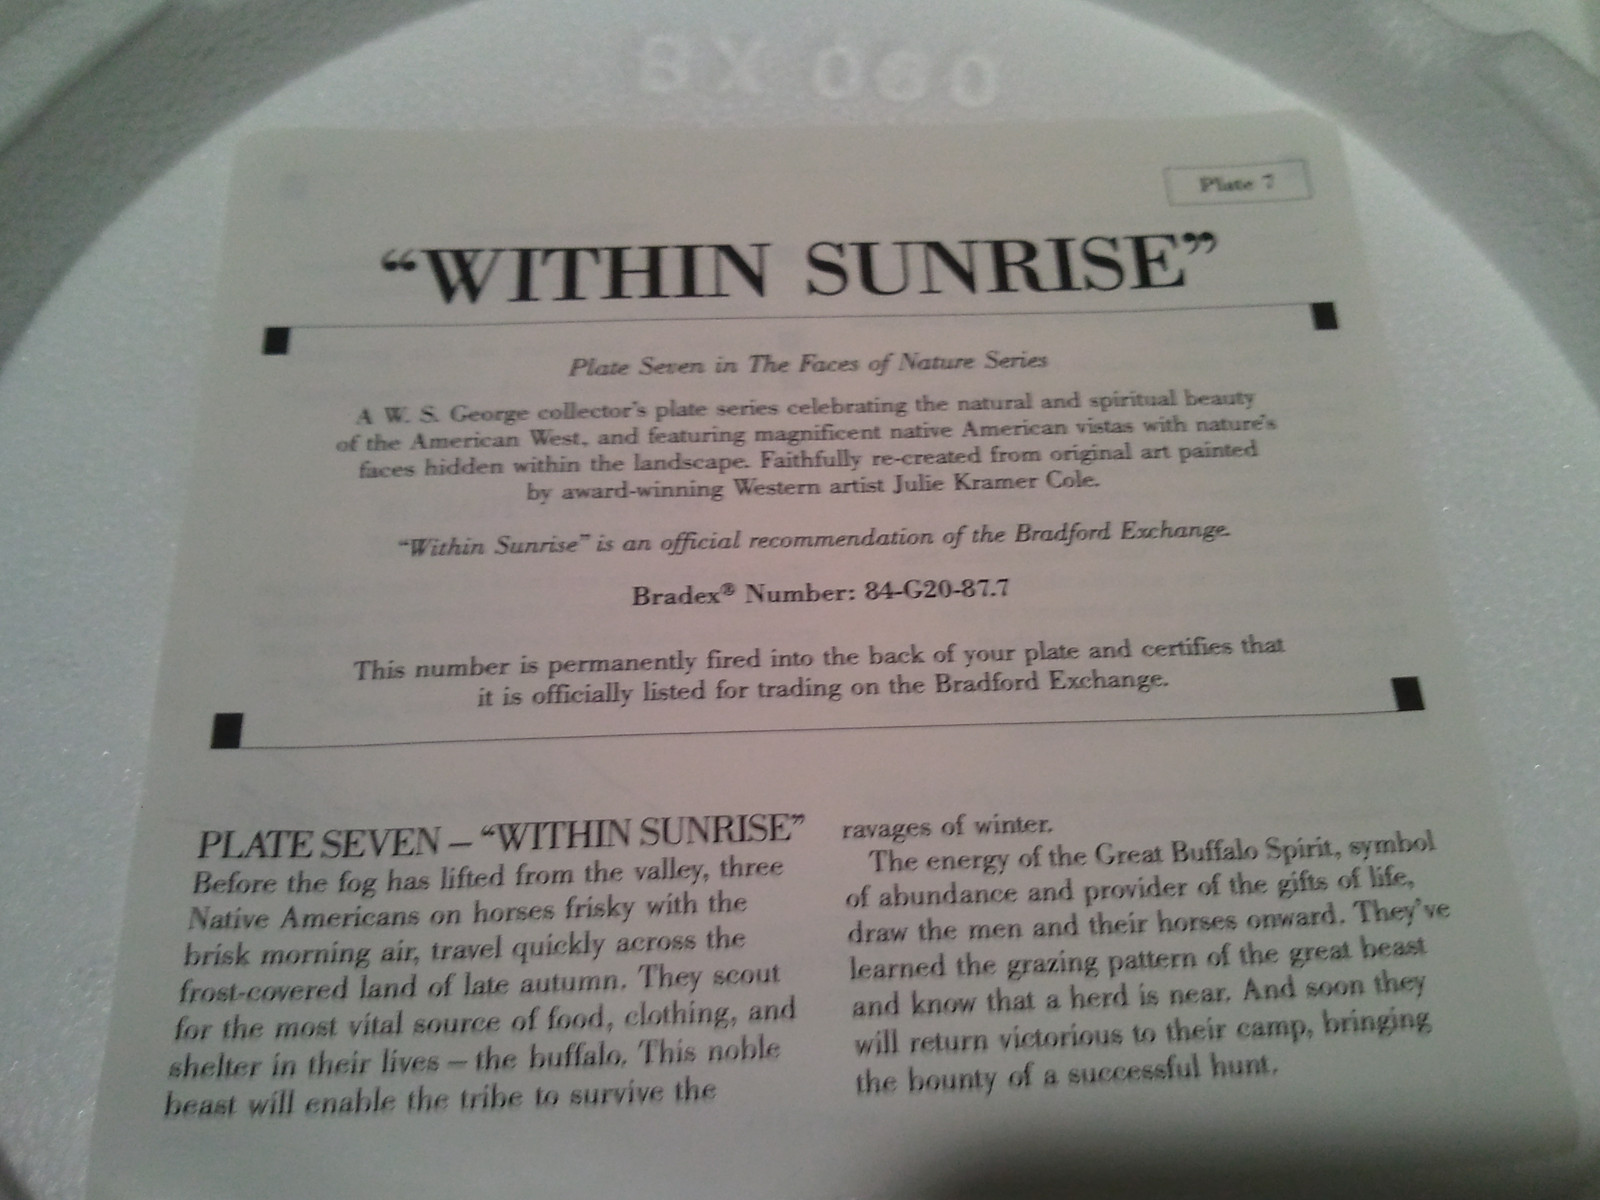 Plate 7
“WITHIN SUNRISE”
Plate Seven in The Faces of Nature Series
A W. S. George collector's plate series celebrating the natural and spiritual beauty
of the American West, and featuring magnificent native American vistas with nature's
faces hidden within the landscape. Faithfully re-created from original art painted
by award-winning Western artist Julie Kramer Cole.
“Within Sunrise” is an official recommendation of the Bradford Exchange.
Bradex® Number: 84-G20-87.7
This number is permanently fired into the back of your plate and certifies that
it is officially listed for trading on the Bradford Exchange.
PLATE SEVEN – “WITHIN SUNRISE”
Before the fog has lifted from the valley, three
Native Americans on horses frisky with the
brisk morning air, travel quickly across the
frost-covered land of late autumn. They scout
for the most vital source of food, clothing, and
shelter in their lives – the buffalo. This noble
beast will enable the tribe to survive the
ravages of winter.
The energy of the Great Buffalo Spirit, symbol
of abundance and provider of the gifts of life,
draw the men and their horses onward. They've
learned the grazing pattern of the great beast
and know that a herd is near. And soon they
will return victorious to their camp, bringing
the bounty of a successful hunt.